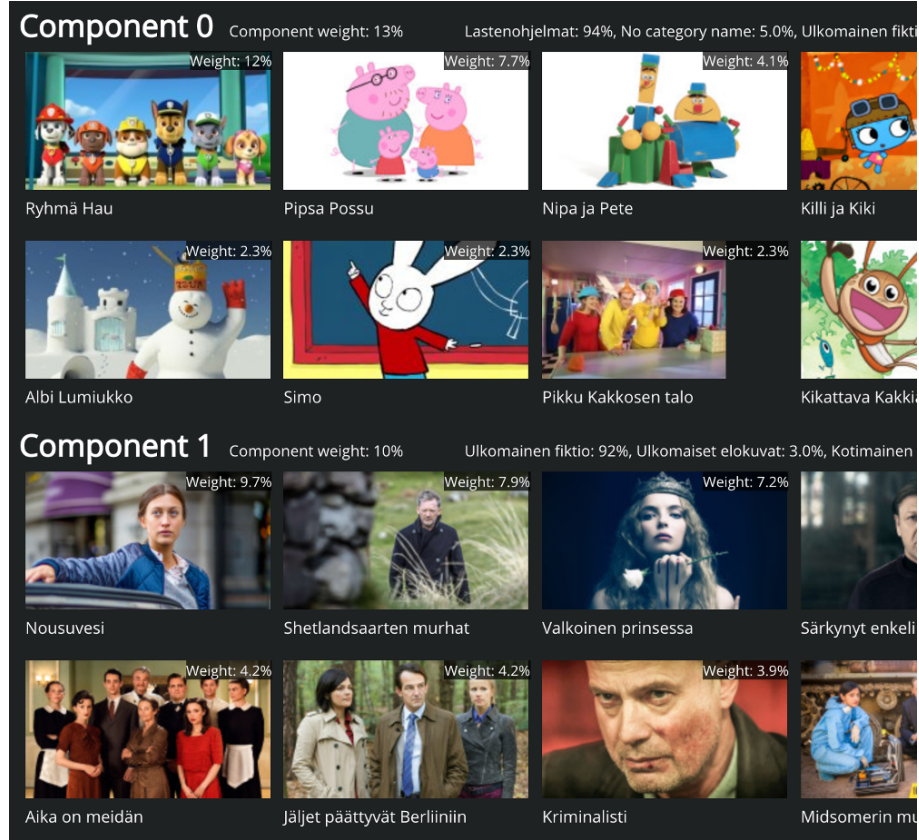 Component 0 Component weight: 13% Lastenohjelmat: 94%, No category name: 5.0%, Ulkomainen fikti
Weight: 12% Weight: 7.7% Weight: 4.1%
Ryhmä Hau Pipsa Possu Nipa ja Pete Killi ja Kiki
Weight: 2.3% Weight: 2.3% Weight: 2.3%
Albi Lumiukko Simo Pikku Kakkosen talo Kikattava Kakkia
Component 1 Component weight: 10% Ulkomainen fiktio: 92%, Ulkomaiset elokuvat: 3.0%, Kotimainen
Weight: 9.7% Weight: 7.9% Weight: 7.2%
Nousuvesi Shetlandsaarten murhat Valkoinen prinsessa Särkynyt enkeli
Weight: 4.2% Weight: 4.2% Weight: 3.9%
Aika on meidän Jäljet päättyvät Berliiniin Kriminalisti Midsomerin mu